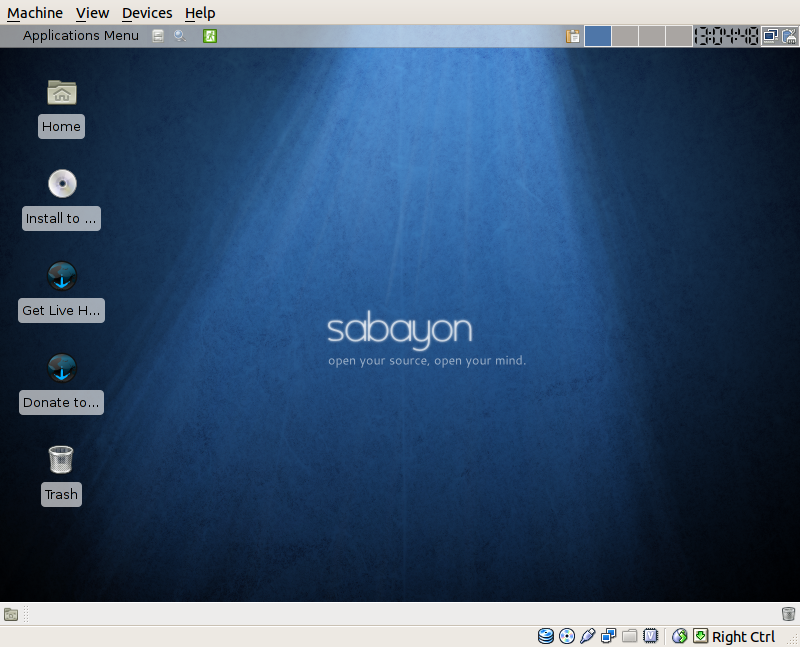 Machine View Devices Help
Applications Menu
13:04:48
Home
Install to ...
Get Live H...
Donate to...
Trash
sabayon
open your source, open your mind.
Right Ctrl